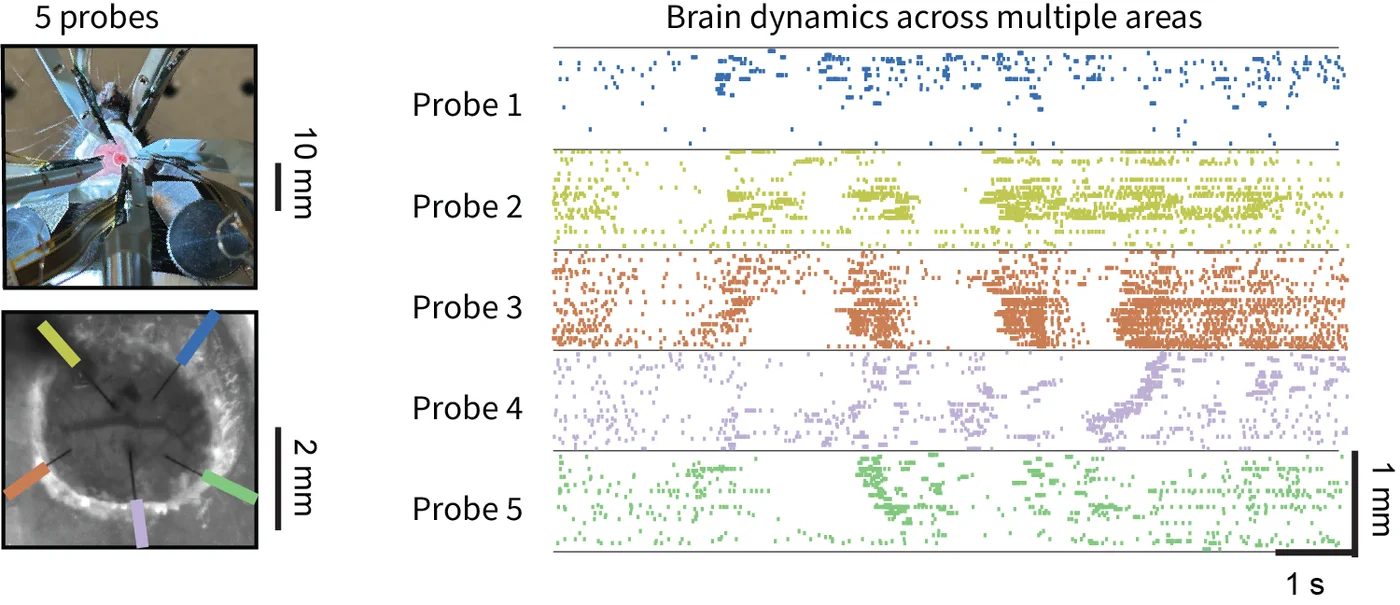 5 probes
Brain dynamics across multiple areas
10 mm
2 mm
Probe 1
Probe 2
Probe 3
Probe 4
Probe 5
1 mm
1 s